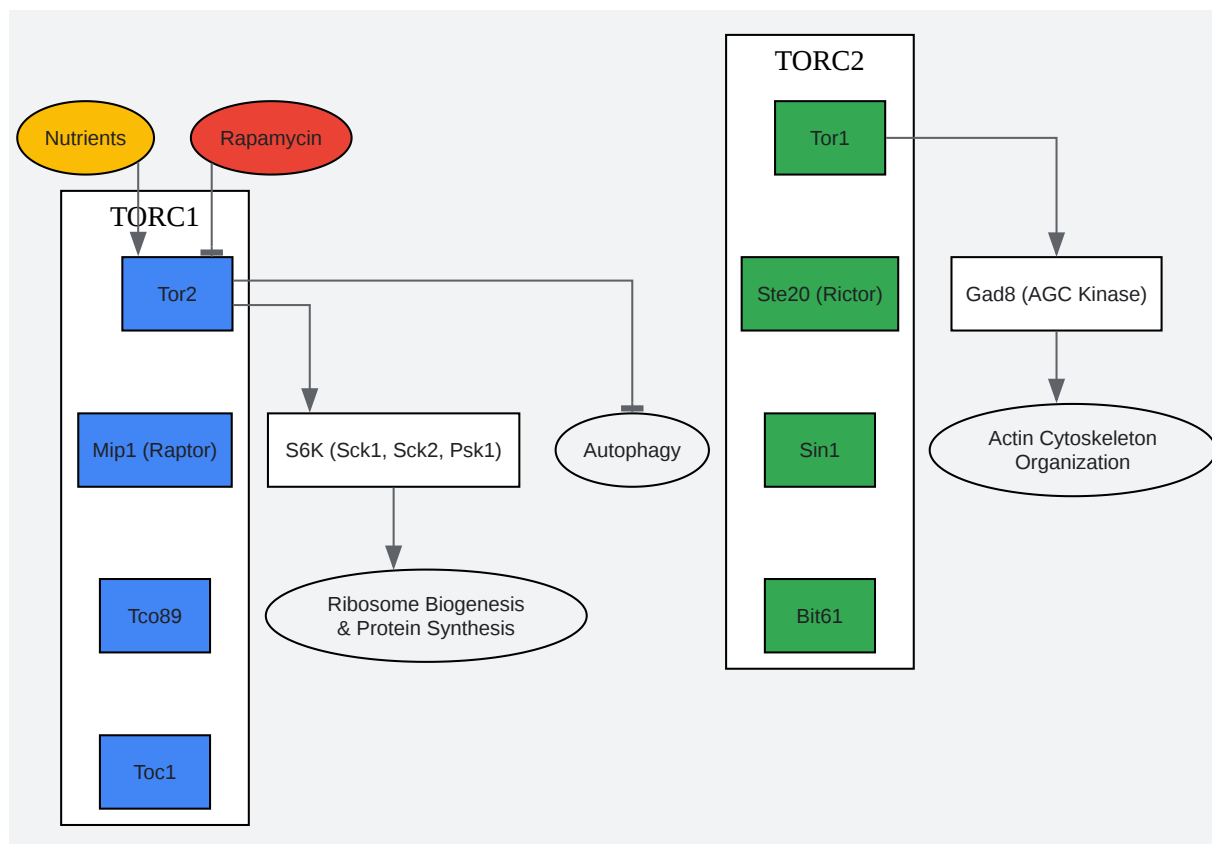 TORC2
Tor1
Nutrients
Rapamycin
TORC1
Tor2
Ste20 (Rictor)
Gad8 (AGC Kinase)
Mip1 (Raptor)
S6K (Sck1, Sck2, Psk1)
Autophagy
Sin1
Actin Cytoskeleton
Organization
Tco89
Ribosome Biogenesis
& Protein Synthesis
Bit61
Toc1